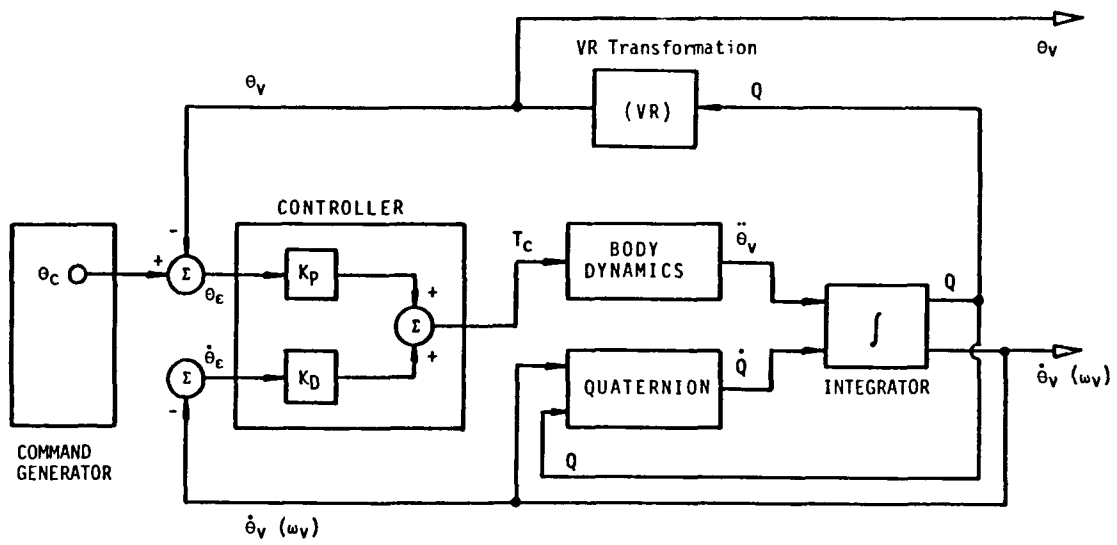 VR Transformation
θᵥ
θᵥ
(VR)
Q
CONTROLLER
-
+
θc
Σ
θε
KP
+
Σ
+
Tc
BODY
DYNAMICS
θ̈ᵥ
Q
∫
INTEGRATOR
θ̇ε
Σ
-
KD
QUATERNION
Q̇
θ̇ᵥ (ωᵥ)
Q
COMMAND
GENERATOR
θ̇ᵥ (ωᵥ)